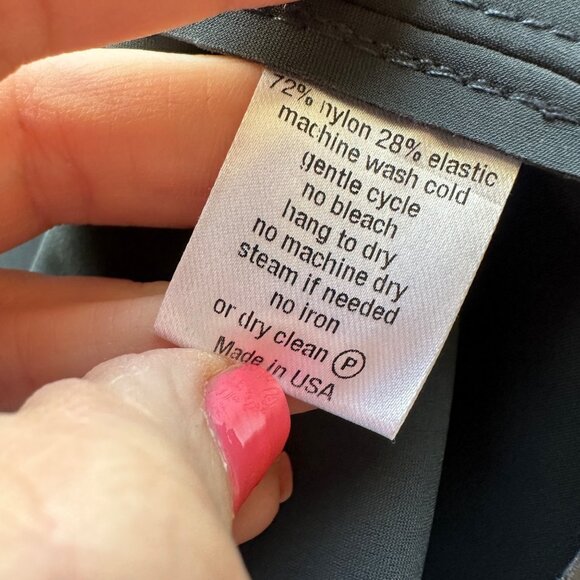 72% nylon 28% elastic
machine wash cold
gentle cycle
no bleach
hang to dry
no machine dry
steam if needed
no iron
or dry clean P
Made in USA